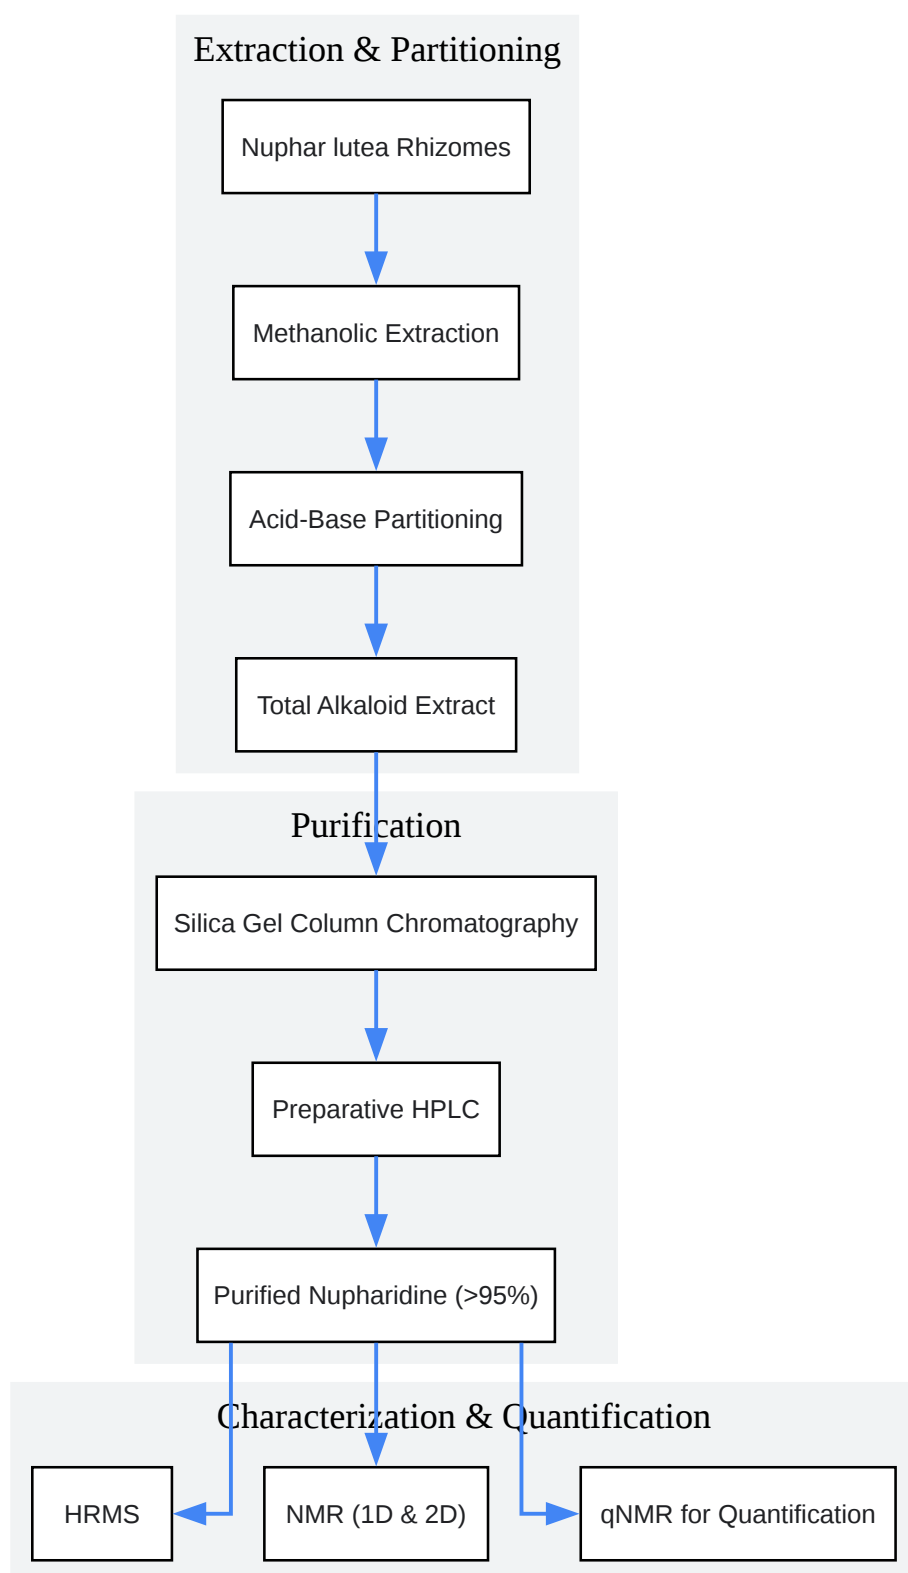 Extraction & Partitioning
Nuphar lutea Rhizomes
Methanolic Extraction
Acid-Base Partitioning
Total Alkaloid Extract
Purification
Silica Gel Column Chromatography
Preparative HPLC
Purified Nupharidine (>95%)
Characterization & Quantification
HRMS
NMR (1D & 2D)
qNMR for Quantification